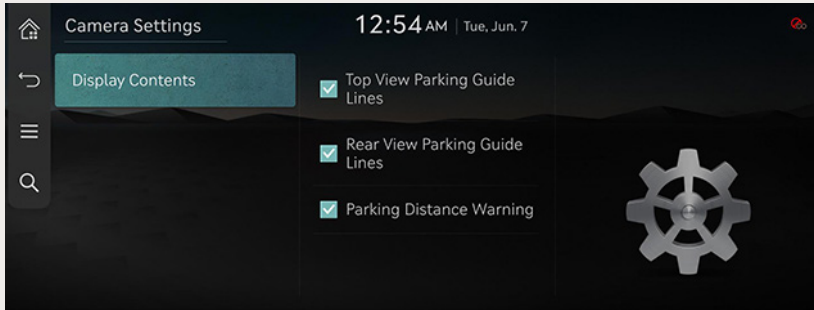 Camera Settings
12:54 AM | Tue, Jun. 7
Display Contents
Top View Parking Guide
Lines
Rear View Parking Guide
Lines
Parking Distance Warning